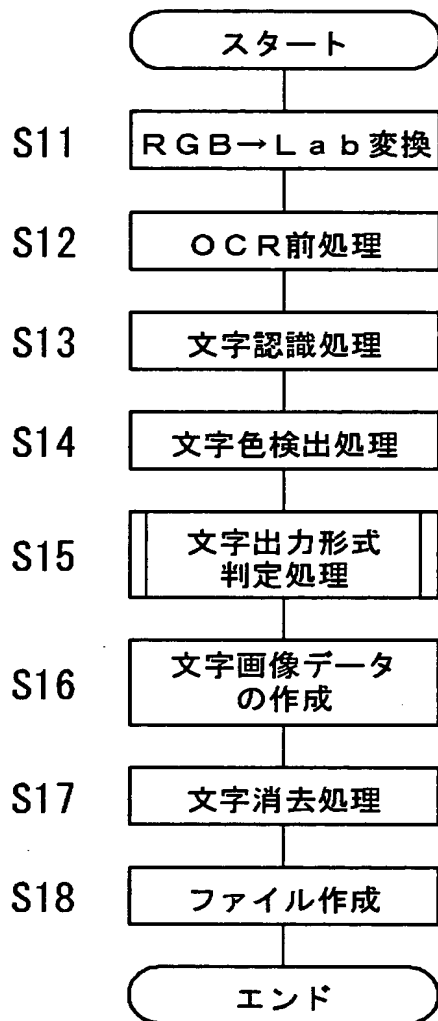 スタート
S11 RGB→Lab変換
S12 OCR前処理
S13 文字認識処理
S14 文字色検出処理
S15 文字出力形式
判定処理
S16 文字画像データ
の作成
S17 文字消去処理
S18 ファイル作成
エンド